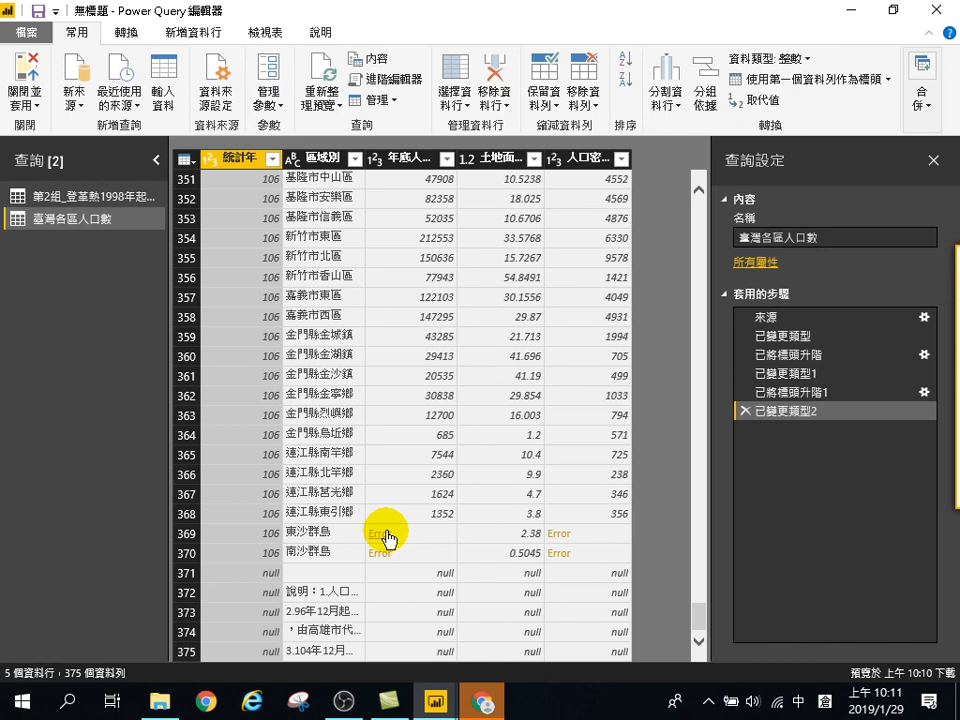 無標題 - Power Query 編輯器
檔案 常用 轉換 新增資料行 檢視表 說明
關閉並套用
新來源
最近使用的來源
輸入資料
資料來源設定
管理參數
重新整理預覽
內容
進階編輯器
管理
選擇資料行
移除資料行
保留資料列
移除資料列
分割資料行
分組依據
資料類型: 整數
使用第一個資料列作為標頭
取代值
合併
關閉 新增查詢 資料來源 參數 查詢 管理資料行 縮減資料列 排序 轉換
查詢 [2]
第2組_登革熱1998年起...
臺灣各區人口數
統計年 區域別 年底人... 1.2 土地面... 人口密...
351 106 基隆市中山區 47908 10.5238 4552
352 106 基隆市安樂區 82358 18.025 4569
353 106 基隆市信義區 52035 10.6706 4876
354 106 新竹市東區 212553 33.5768 6330
355 106 新竹市北區 150636 15.7267 9578
356 106 新竹市香山區 77943 54.8491 1421
357 106 嘉義市東區 122103 30.1556 4049
358 106 嘉義市西區 147295 29.87 4931
359 106 金門縣金城鎮 43285 21.713 1994
360 106 金門縣金湖鎮 29413 41.696 705
361 106 金門縣金沙鎮 20535 41.19 499
362 106 金門縣金寧鄉 30838 29.854 1033
363 106 金門縣烈嶼鄉 12700 16.003 794
364 106 金門縣烏坵鄉 685 1.2 571
365 106 連江縣南竿鄉 7544 10.4 725
366 106 連江縣北竿鄉 2360 9.9 238
367 106 連江縣莒光鄉 1624 4.7 346
368 106 連江縣東引鄉 1352 3.8 356
369 106 東沙群島 Error 2.38 Error
370 106 南沙群島 Error 0.5045 Error
371 null null null null
372 null 說明：1.人口... null null null
373 null 2.96年12月起... null null null
374 null ，由高雄市代... null null null
375 null 3.104年12月... null null null
查詢設定
內容
名稱
臺灣各區人口數
所有屬性
套用的步驟
來源
已變更類型
已將標頭升階
已變更類型1
已將標頭升階1
已變更類型2
5 個資料行，375 個資料列
預覽於 上午 10:10 下載
中
上午 10:11
2019/1/29